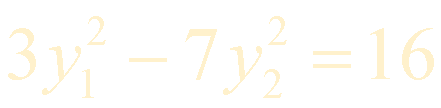 3y₁² − 7y₂² = 16